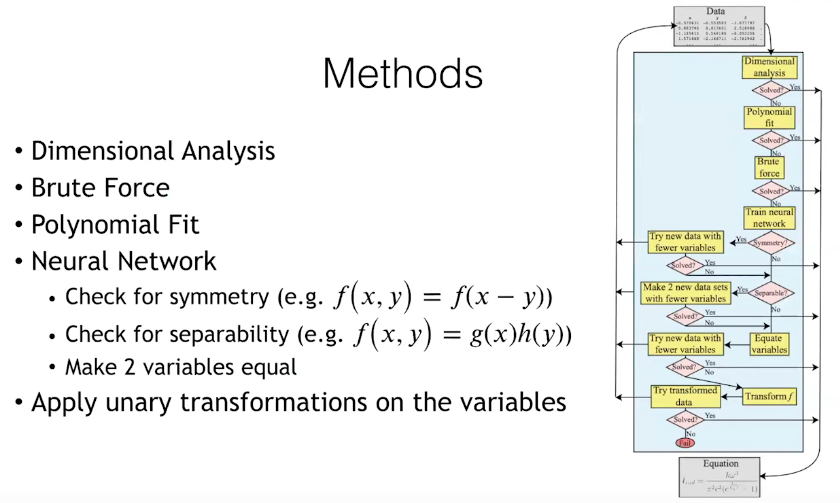 Methods
• Dimensional Analysis
• Brute Force
• Polynomial Fit
• Neural Network
• Check for symmetry (e.g. f(x, y) = f(x − y))
• Check for separability (e.g. f(x, y) = g(x)h(y))
• Make 2 variables equal
• Apply unary transformations on the variables
Data
Dimensional
analysis
Solved?
Yes
No
Polynomial
fit
Solved?
Yes
No
Brute
force
Solved?
Yes
No
Train neural
network
Symmetry?
Yes
No
Try new data with
fewer variables
Solved?
Yes
No
Separable?
Yes
No
Make 2 new data sets
with fewer variables
Solved?
Yes
No
Equate
variables
Try new data with
fewer variables
Solved?
Yes
No
Transform f
Try transformed
data
Solved?
Yes
No
Fail
Equation